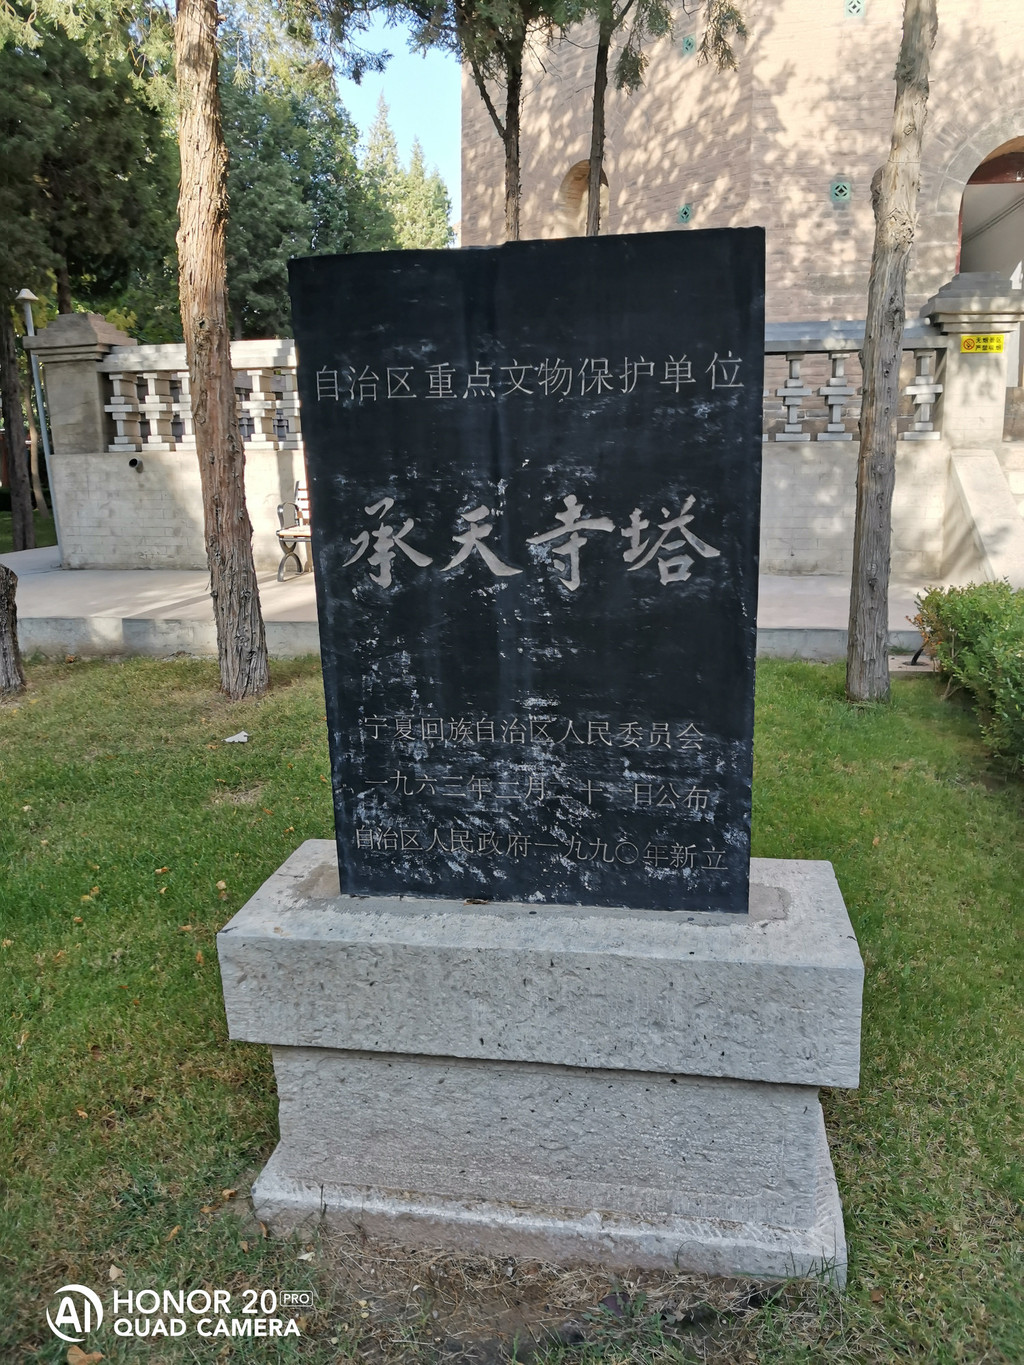 自治区重点文物保护单位
承天寺塔
宁夏回族自治区人民委员会
一九六三年二月二十一日公布
自治区人民政府一九九〇年新立
HONOR 20 PRO
QUAD CAMERA